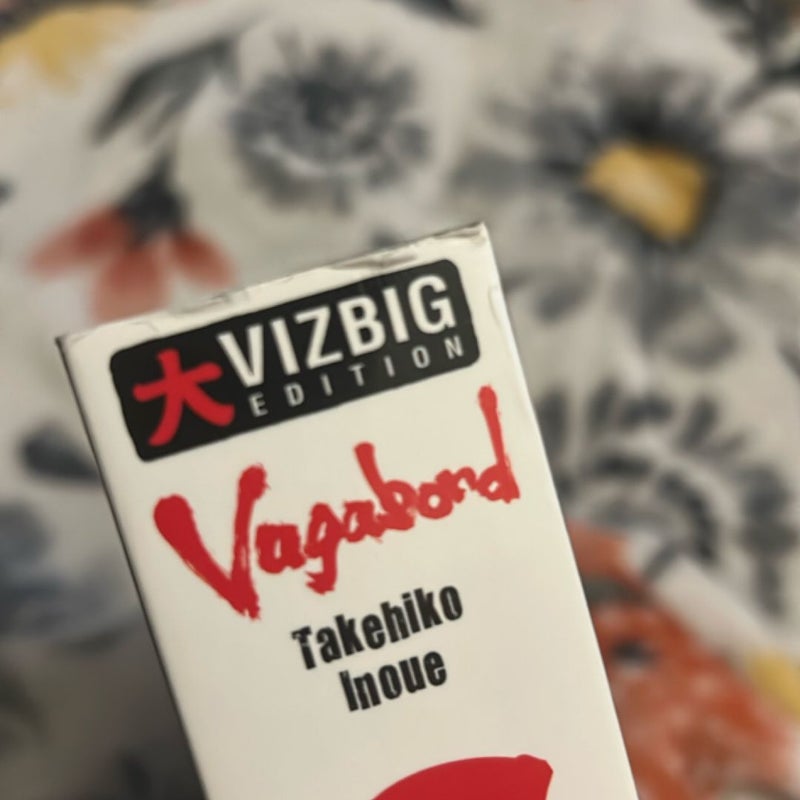 大 VIZBIG
EDITION
Vagabond
Takehiko
Inoue